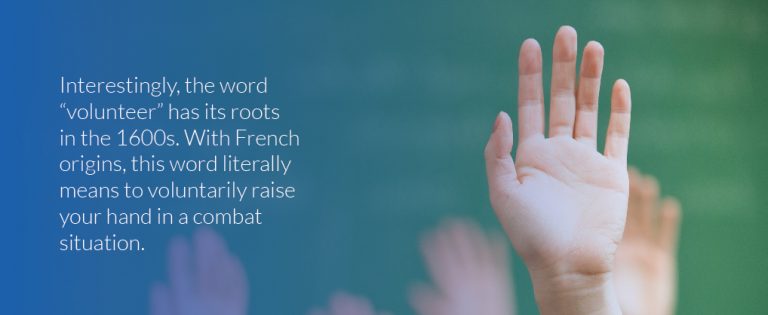 Interestingly, the word
“volunteer” has its roots
in the 1600s. With French
origins, this word literally
means to voluntarily raise
your hand in a combat
situation.